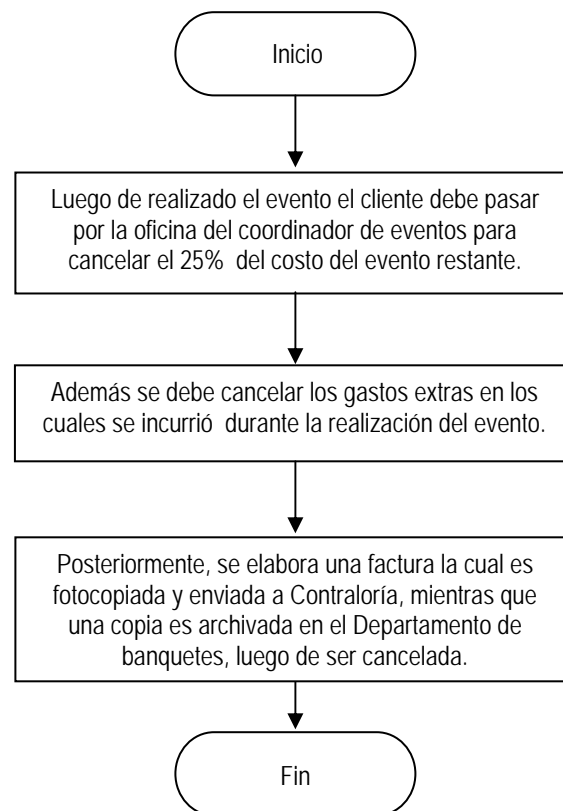 Inicio
Luego de realizado el evento el cliente debe pasar
por la oficina del coordinador de eventos para
cancelar el 25% del costo del evento restante.
Además se debe cancelar los gastos extras en los
cuales se incurrió durante la realización del evento.
Posteriormente, se elabora una factura la cual es
fotocopiada y enviada a Contraloría, mientras que
una copia es archivada en el Departamento de
banquetes, luego de ser cancelada.
Fin